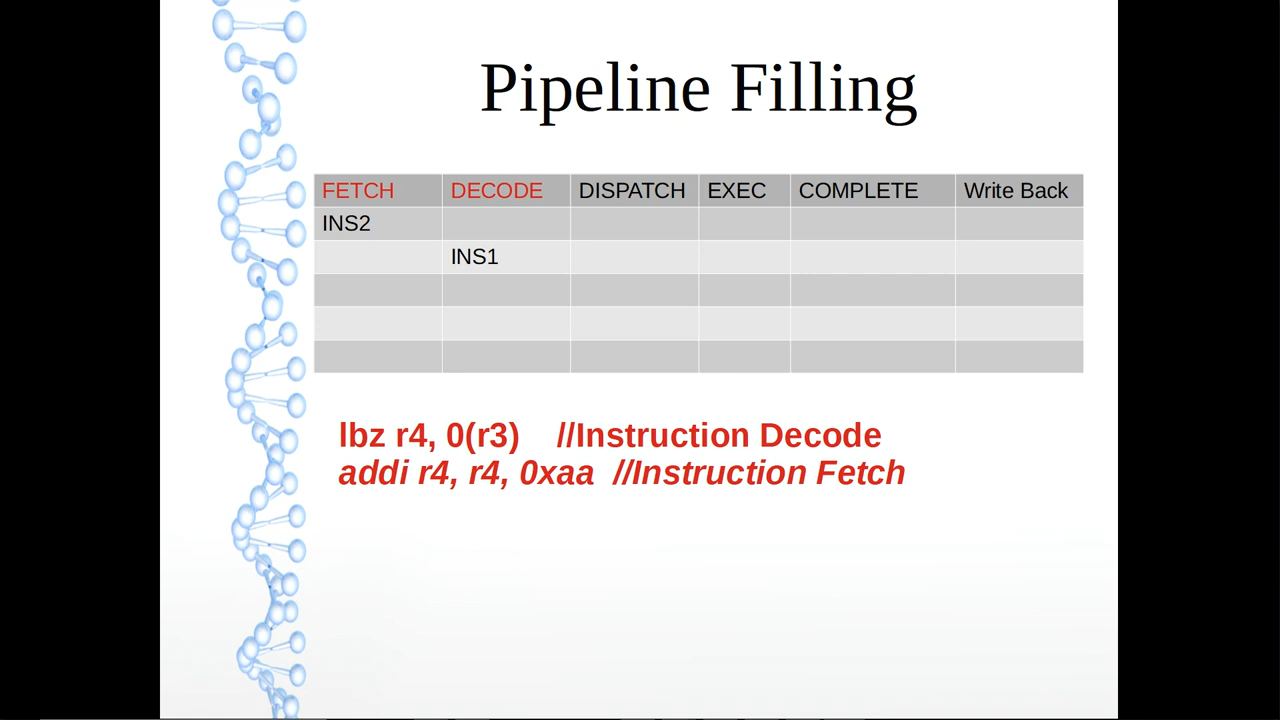 Pipeline Filling
FETCH DECODE DISPATCH EXEC COMPLETE Write Back
INS2
INS1
lbz r4, 0(r3) //Instruction Decode
addi r4, r4, 0xaa //Instruction Fetch